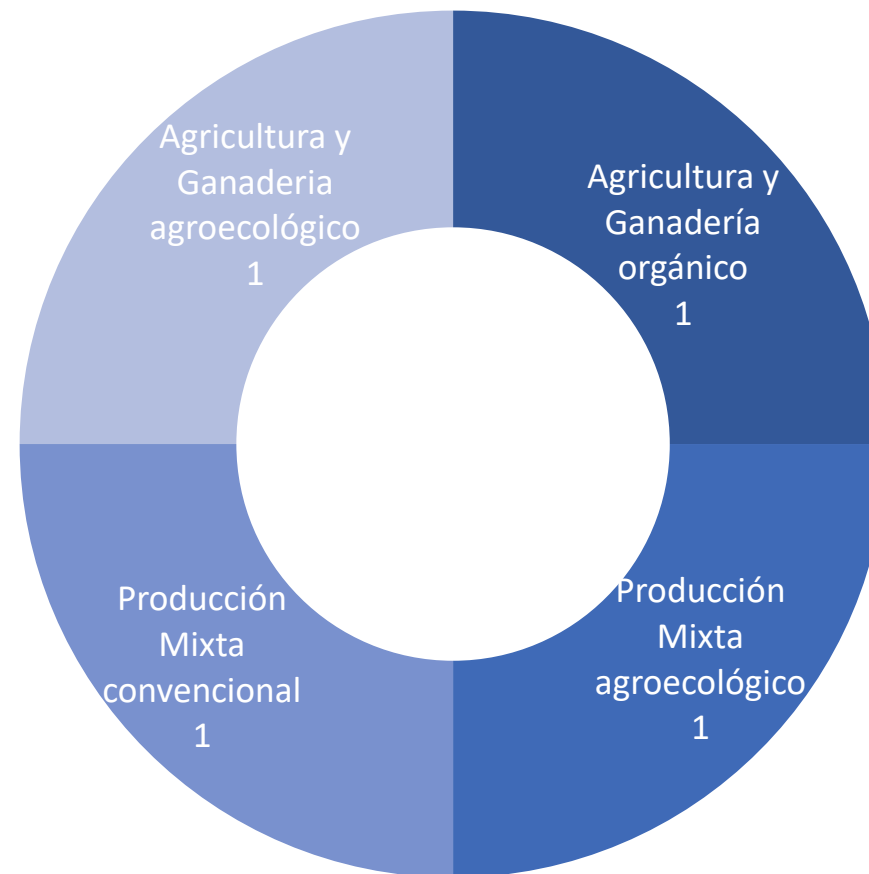 Agricultura y
Ganaderia
agroecológico
1
Agricultura y
Ganadería
orgánico
1
Producción
Mixta
convencional
1
Producción
Mixta
agroecológico
1